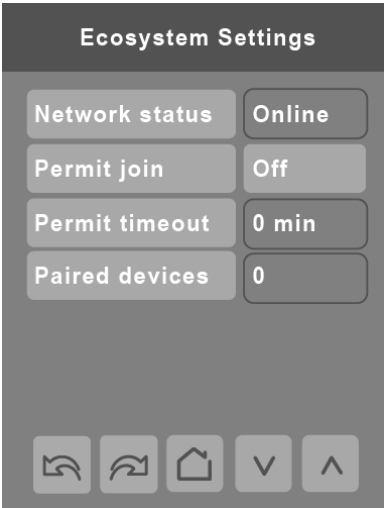 Ecosystem Settings
Network status Online
Permit join Off
Permit timeout 0 min
Paired devices 0